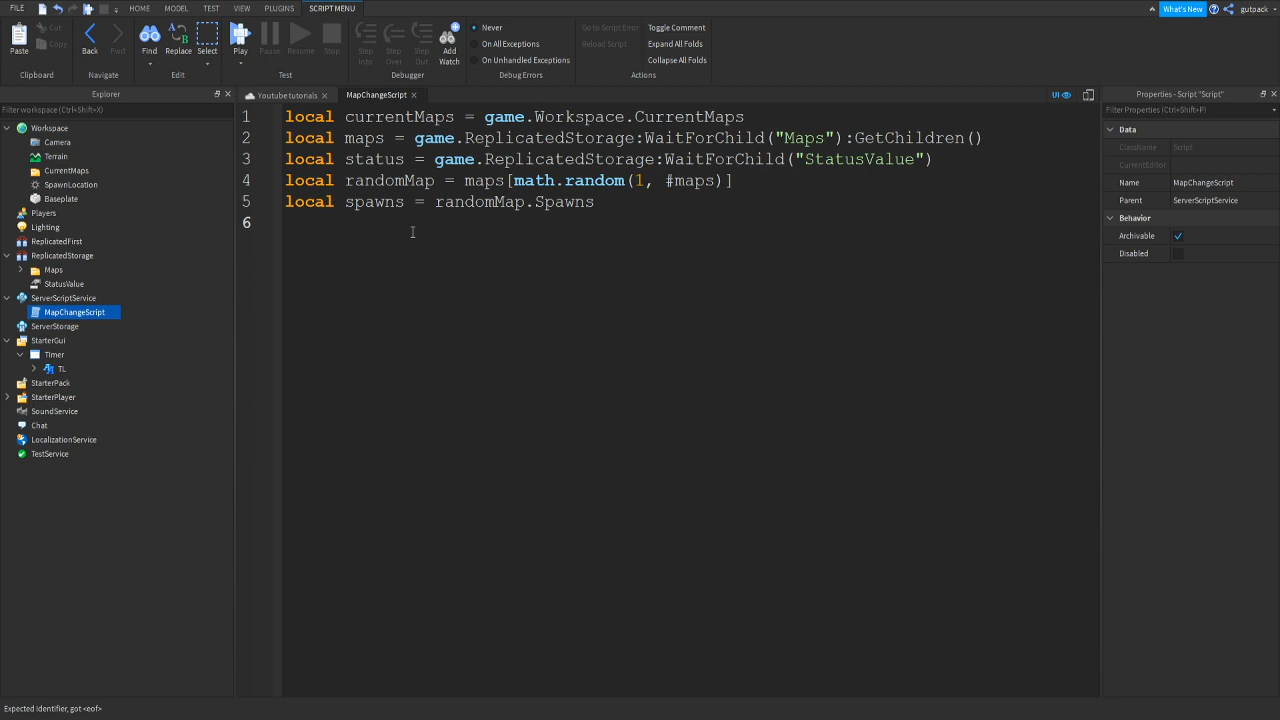 FILE HOME MODEL TEST VIEW PLUGINS SCRIPT MENU What's New gutpack
Paste Cut Copy Back Fwd Find Replace Select Play Pause Resume Stop Step Into Step Over Step Out Add Watch Never On All Exceptions On Unhandled Exceptions Go to Script Error Reload Script Toggle Comment Expand All Folds Collapse All Folds
Clipboard Navigate Edit Test Debugger Debug Errors Actions
Explorer
Filter workspace (Ctrl+Shift+X)
Workspace
Camera
Terrain
CurrentMaps
SpawnLocation
Baseplate
Players
Lighting
ReplicatedFirst
ReplicatedStorage
Maps
StatusValue
ServerScriptService
MapChangeScript
ServerStorage
StarterGui
Timer
TL
StarterPack
StarterPlayer
SoundService
Chat
LocalizationService
TestService
Youtube tutorials × MapChangeScript × UI
1 local currentMaps = game.Workspace.CurrentMaps
2 local maps = game.ReplicatedStorage:WaitForChild("Maps"):GetChildren()
3 local status = game.ReplicatedStorage:WaitForChild("StatusValue")
4 local randomMap = maps[math.random(1, #maps)]
5 local spawns = randomMap.Spawns
6
Properties - Script "Script"
Filter Properties (Ctrl+Shift+P)
Data
ClassName Script
CurrentEditor
Name MapChangeScript
Parent ServerScriptService
Behavior
Archivable
Disabled
Expected identifier, got <eof>